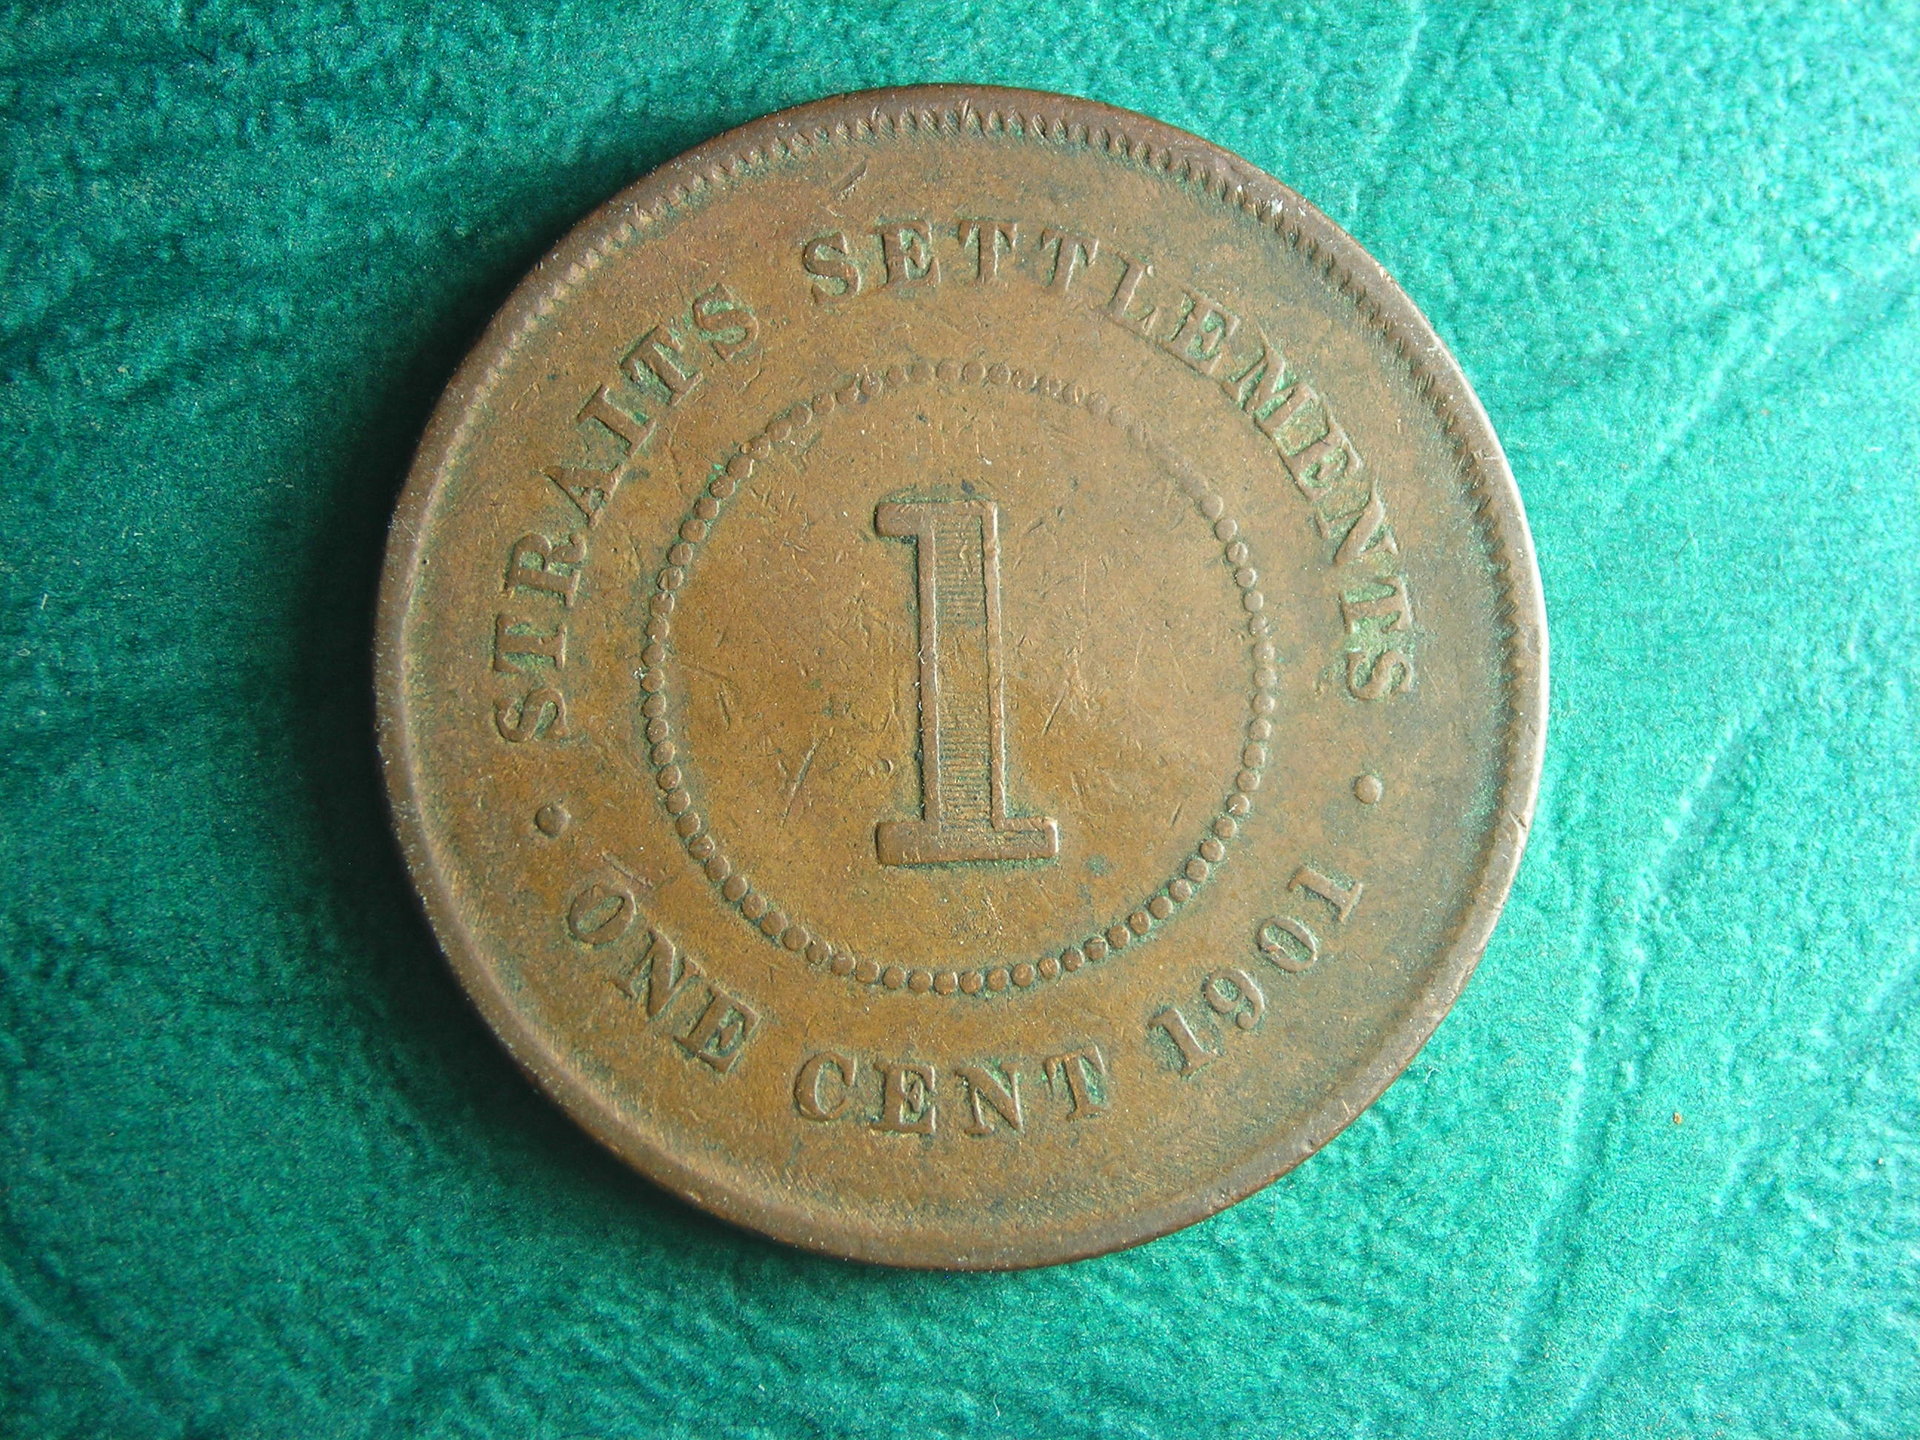 STRAITS SETTLEMENTS
1
ONE CENT 1901